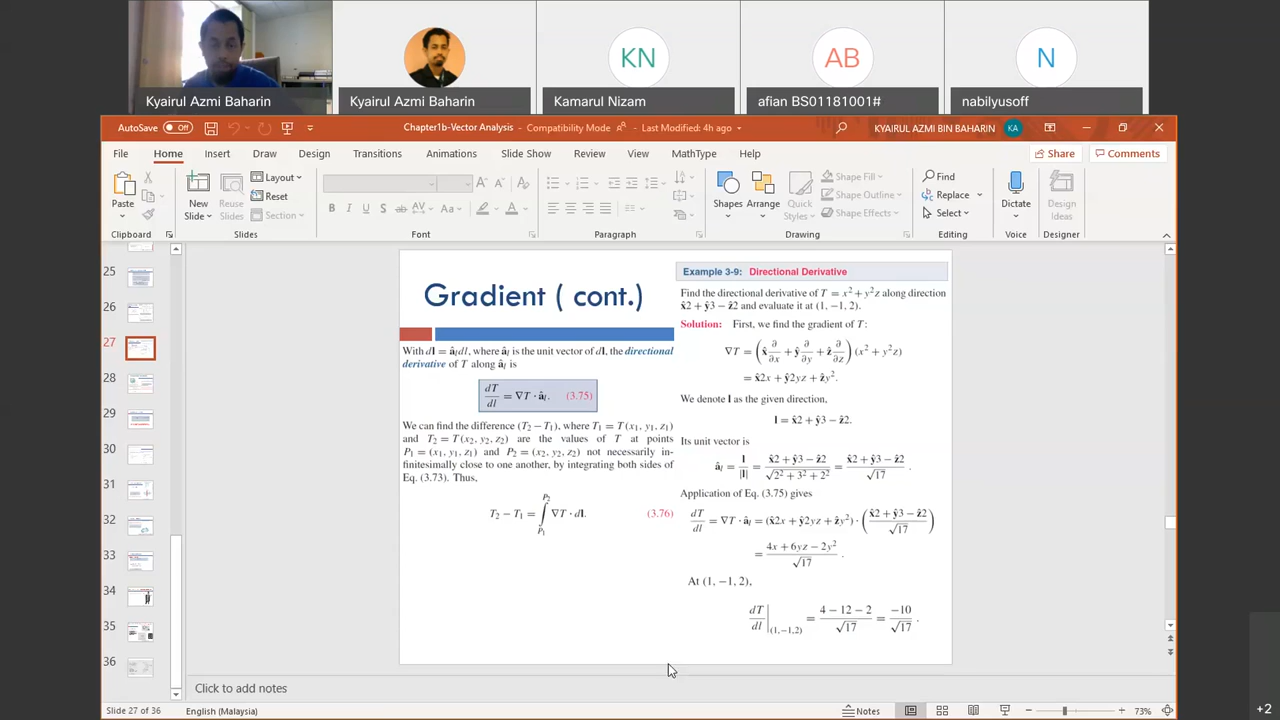 KN
AB
N
Kyairul Azmi Baharin
Kyairul Azmi Baharin
Kamarul Nizam
afian BS01181001#
nabilyusoff
AutoSave Off
Chapter1b-Vector Analysis - Compatibility Mode
Last Modified: 4h ago
KYAIRUL AZMI BIN BAHARIN
KA
File Home Insert Draw Design Transitions Animations Slide Show Review View MathType Help
Share
Comments
Paste
New
Slide
Reuse
Slides
Layout
Reset
Section
Shapes
Arrange
Quick
Styles
Shape Fill
Shape Outline
Shape Effects
Find
Replace
Select
Dictate
Design
Ideas
Clipboard Slides Font Paragraph Drawing Editing Voice Designer
25
26
27
28
29
30
31
32
33
34
35
36
Gradient ( cont.)
With dl = âₗdl, where âₗ is the unit vector of dl, the directional
derivative of T along âₗ is
dT/dl = ∇T · âₗ. (3.75)
We can find the difference (T₂ − T₁), where T₁ = T(x₁, y₁, z₁)
and T₂ = T(x₂, y₂, z₂) are the values of T at points
P₁ = (x₁, y₁, z₁) and P₂ = (x₂, y₂, z₂) not necessarily in-
finitesimally close to one another, by integrating both sides of
Eq. (3.73). Thus,
T₂ − T₁ = ∫_{P₁}^{P₂} ∇T · dl. (3.76)
Example 3-9: Directional Derivative
Find the directional derivative of T = x² + y²z along direction
x̂2 + ŷ3 − ẑ2 and evaluate it at (1, −1, 2).
Solution: First, we find the gradient of T:
∇T = (x̂ ∂/∂x + ŷ ∂/∂y + ẑ ∂/∂z) (x² + y²z)
= x̂2x + ŷ2yz + ẑy².
We denote l as the given direction,
l = x̂2 + ŷ3 − ẑ2.
Its unit vector is
âₗ = l/|l| = (x̂2 + ŷ3 − ẑ2)/√(2² + 3² + 2²) = (x̂2 + ŷ3 − ẑ2)/√17 .
Application of Eq. (3.75) gives
dT/dl = ∇T · âₗ = (x̂2x + ŷ2yz + ẑy²) · ((x̂2 + ŷ3 − ẑ2)/√17)
= (4x + 6yz − 2y²)/√17 .
At (1, −1, 2),
dT/dl |(1,−1,2) = (4 − 12 − 2)/√17 = −10/√17 .
Click to add notes
Slide 27 of 36
English (Malaysia)
Notes
73%
+2